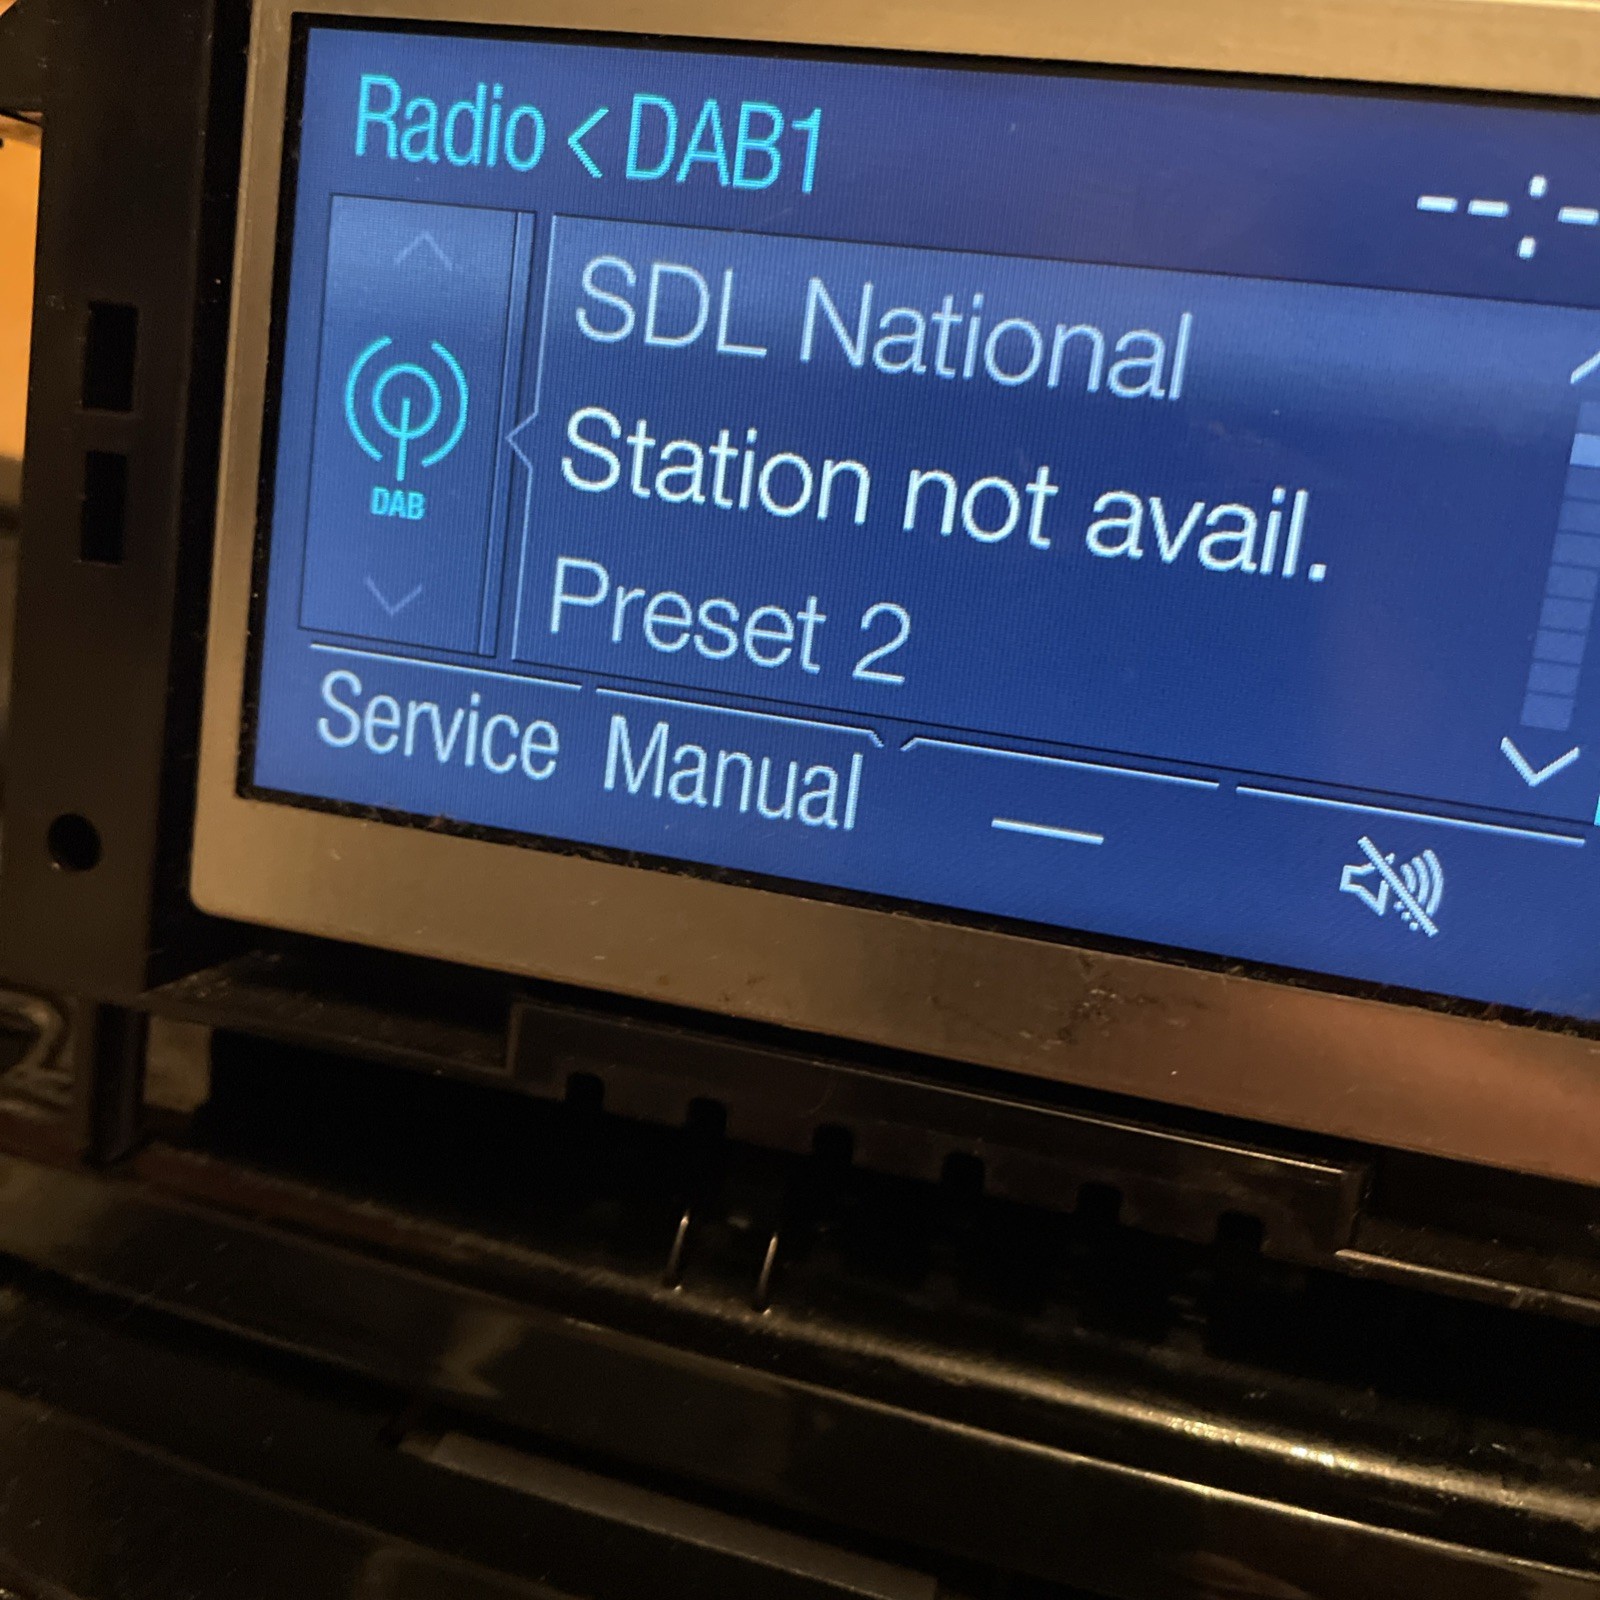 Radio < DAB1
--:-
SDL National
DAB
Station not avail.
Preset 2
Service Manual —